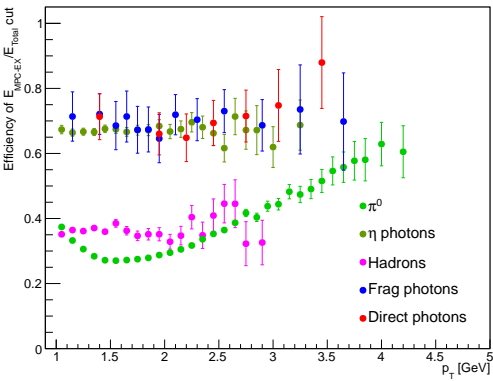 Efficiency of E_MPC-EX/E_Total cut
1
0.8
0.6
0.4
0.2
0
π⁰
η photons
Hadrons
Frag photons
Direct photons
1 1.5 2 2.5 3 3.5 4 4.5 5
p_T [GeV]